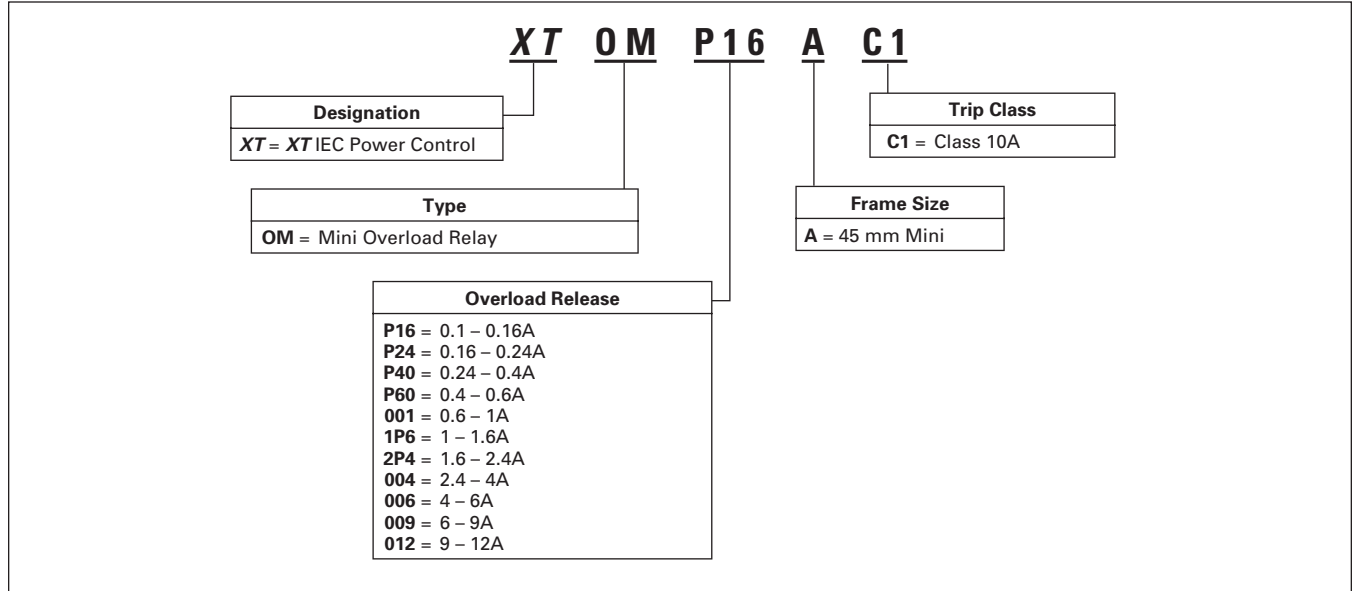 XT OM P16 A C1
Designation
XT = XT IEC Power Control
Trip Class
C1 = Class 10A
Type
OM = Mini Overload Relay
Frame Size
A = 45 mm Mini
Overload Release
P16 = 0.1 – 0.16A
P24 = 0.16 – 0.24A
P40 = 0.24 – 0.4A
P60 = 0.4 – 0.6A
001 = 0.6 – 1A
1P6 = 1 – 1.6A
2P4 = 1.6 – 2.4A
004 = 2.4 – 4A
006 = 4 – 6A
009 = 6 – 9A
012 = 9 – 12A